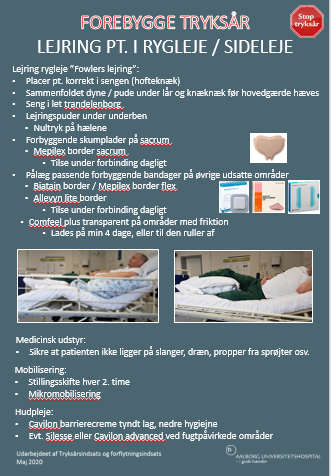 FOREBYGGE TRYKSÅR
Stop
tryksår
LEJRING PT. I RYGLEJE / SIDELEJE
Lejring rygleje "Fowlers lejring":
• Placer pt. korrekt i sengen (hofteknæk)
• Sammenfoldet dyne / pude under lår og knæknæk før hovedgærde hæves
• Seng i let trandelenborg
• Lejringspuder under underben
• Nultryk på hælene
• Forbyggende skumplader på sacrum
• Mepilex border sacrum
• Tilse under forbinding dagligt
• Pålæg passende forbyggende bandager på øvrige udsatte områder
• Biatain border / Mepilex border flex
• Allevyn lite border
• Tilse under forbinding dagligt
• Comfeel plus transparent på områder med friktion
• Lades på min 4 dage, eller til den ruller af
Medicinsk udstyr:
• Sikre at patienten ikke ligger på slanger, dræn, propper fra sprøjter osv.
Mobilisering:
• Stillingsskifte hver 2. time
• Mikromobilisering
Hudpleje:
• Cavilon barrierecreme tyndt lag, nedre hygiejne
• Evt. Silesse eller Cavilon advanced ved fugtpåvirkede områder
Udarbejdet af Tryksårsindsats og forflytningsindsats
Maj 2020
AALBORG UNIVERSITETSHOSPITAL
– gode hænder